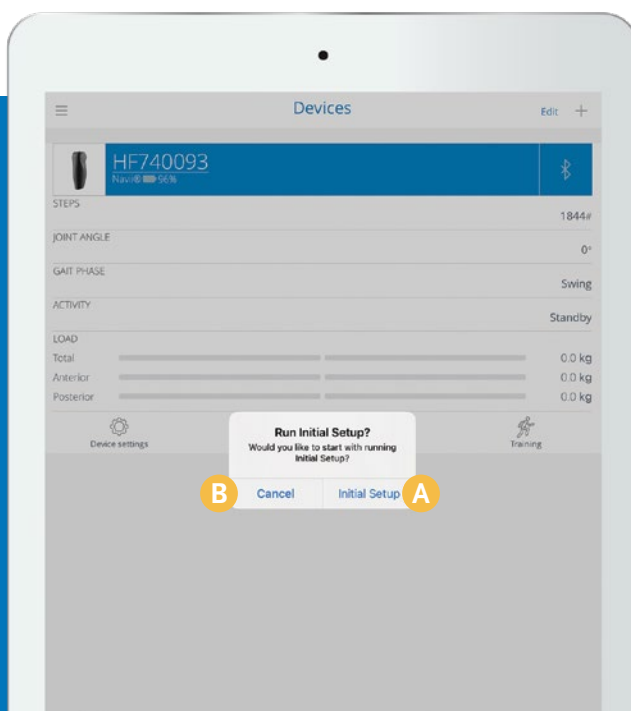 Devices
Edit +
HF740093
Navii® 96%
STEPS
1844#
JOINT ANGLE
0°
GAIT PHASE
Swing
ACTIVITY
Standby
LOAD
Total 0.0 kg
Anterior 0.0 kg
Posterior 0.0 kg
Device settings
Training
Run Initial Setup?
Would you like to start with running
Initial Setup?
B Cancel Initial Setup A